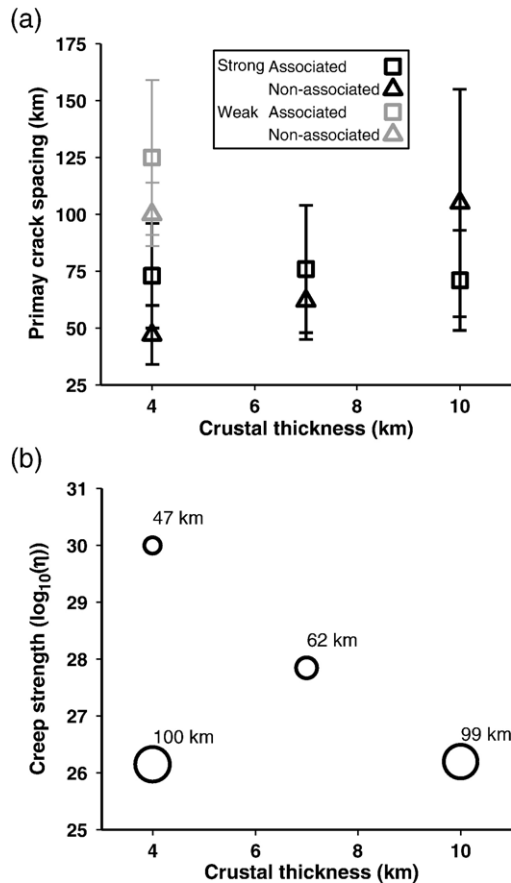 (a)
Primay crack spacing (km)
175
150
125
100
75
50
25
Strong Associated
Non-associated
Weak Associated
Non-associated
4 6 8 10
Crustal thickness (km)
(b)
Creep strength (log10(η))
31
30
29
28
27
26
25
47 km
62 km
100 km
99 km
4 6 8 10
Crustal thickness (km)